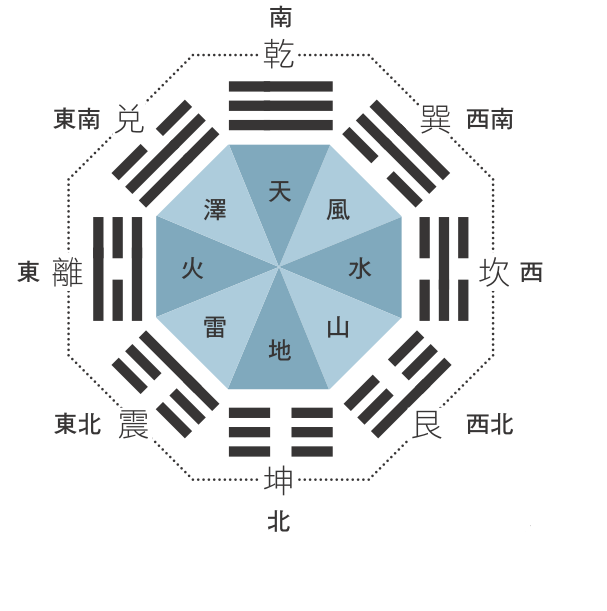 南
乾
東南 兌 巽 西南
天
澤 風
東 離 火 水 坎 西
雷 山
地
東北 震 艮 西北
坤
北